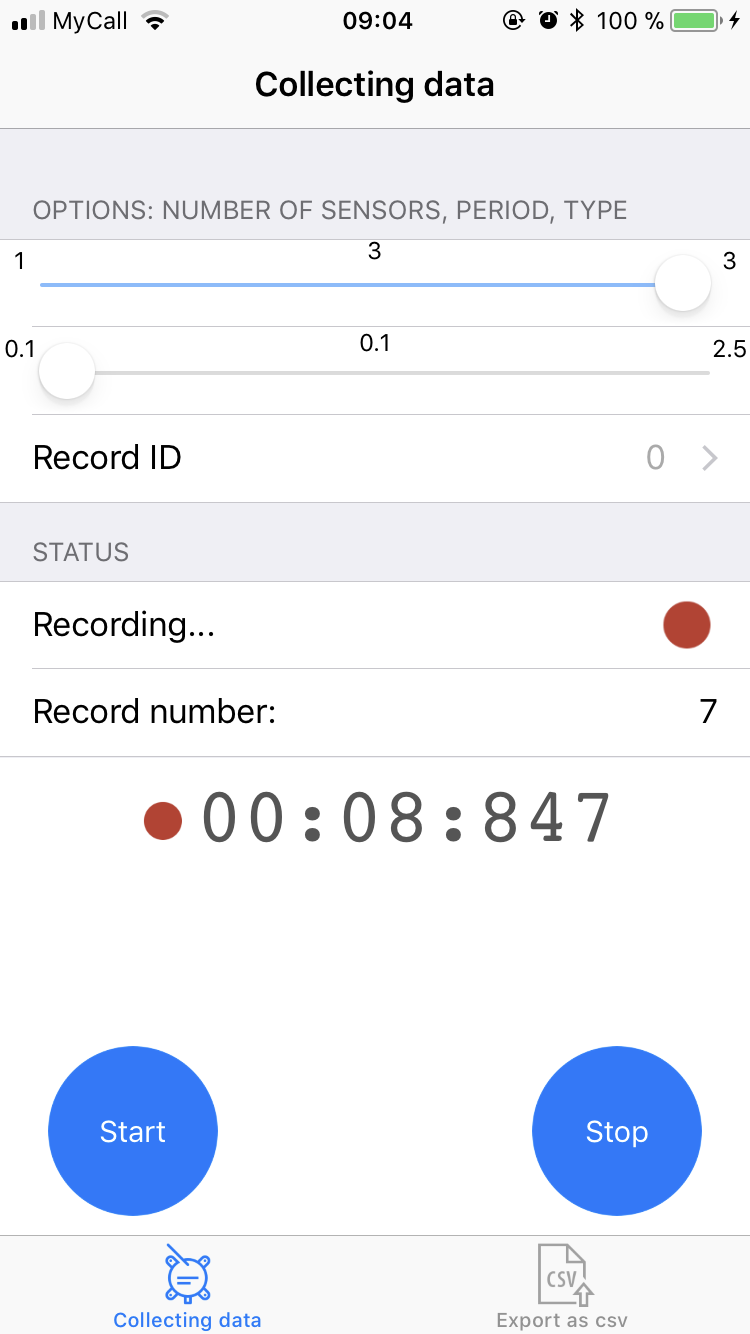 MyCall 09:04 100 %
Collecting data
OPTIONS: NUMBER OF SENSORS, PERIOD, TYPE
1 3 3
0.1 0.1 2.5
Record ID 0
STATUS
Recording...
Record number: 7
00:08:847
Start Stop
CSV
Collecting data Export as csv